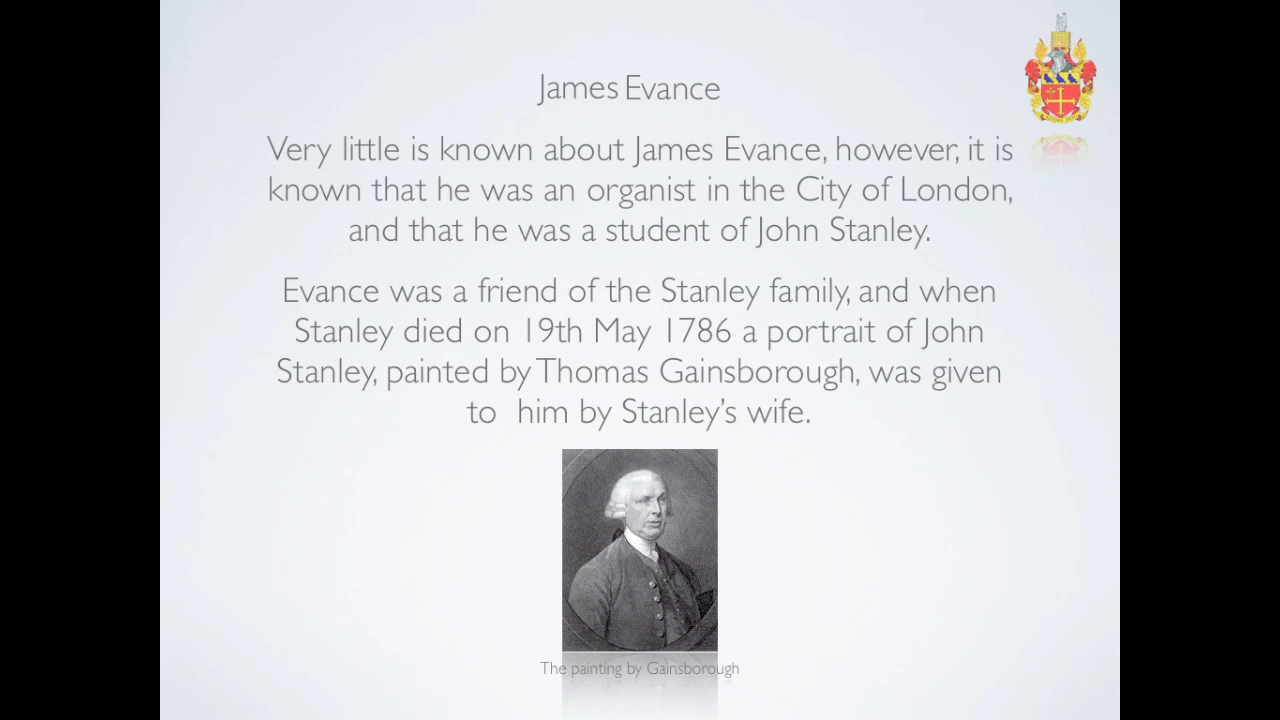 James Evance
Very little is known about James Evance, however, it is
known that he was an organist in the City of London,
and that he was a student of John Stanley.
Evance was a friend of the Stanley family, and when
Stanley died on 19th May 1786 a portrait of John
Stanley, painted by Thomas Gainsborough, was given
to  him by Stanley’s wife.
The painting by Gainsborough